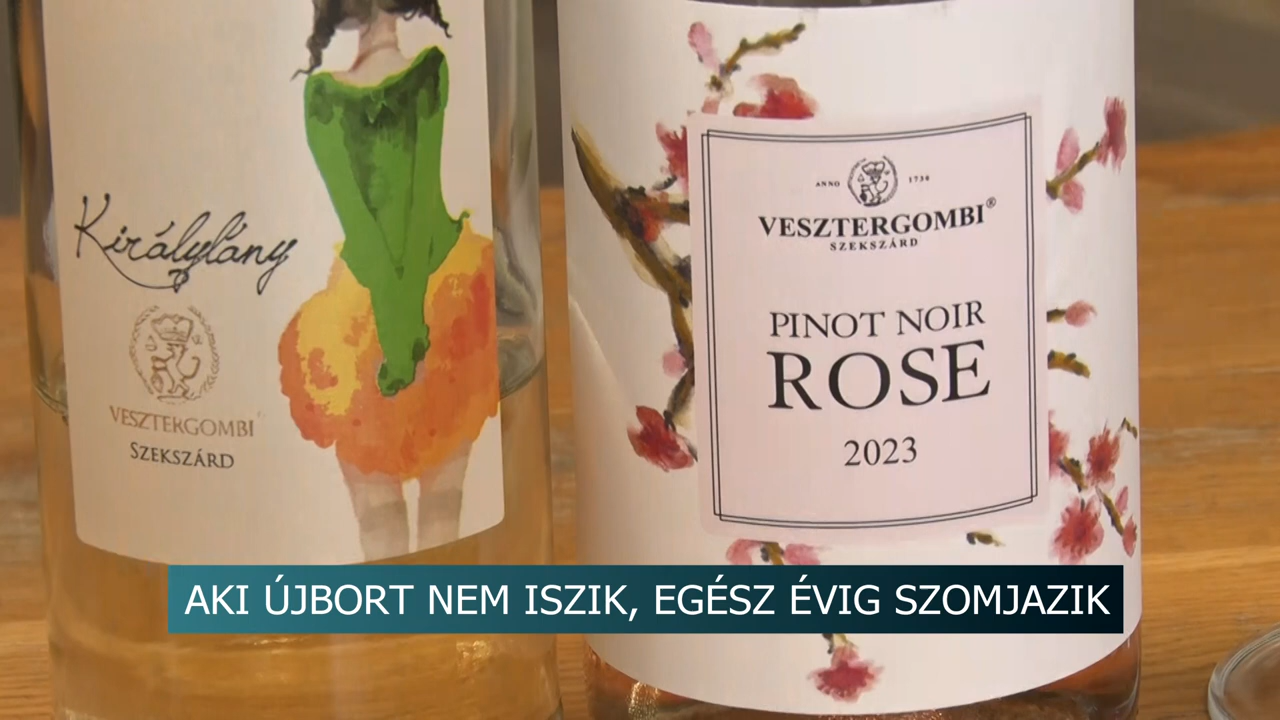 Királylány
VESZTERGOMBI
SZEKSZÁRD
ANNO 1730
VESZTERGOMBI®
SZEKSZÁRD
PINOT NOIR
ROSE
2023
AKI ÚJBORT NEM ISZIK, EGÉSZ ÉVIG SZOMJAZIK